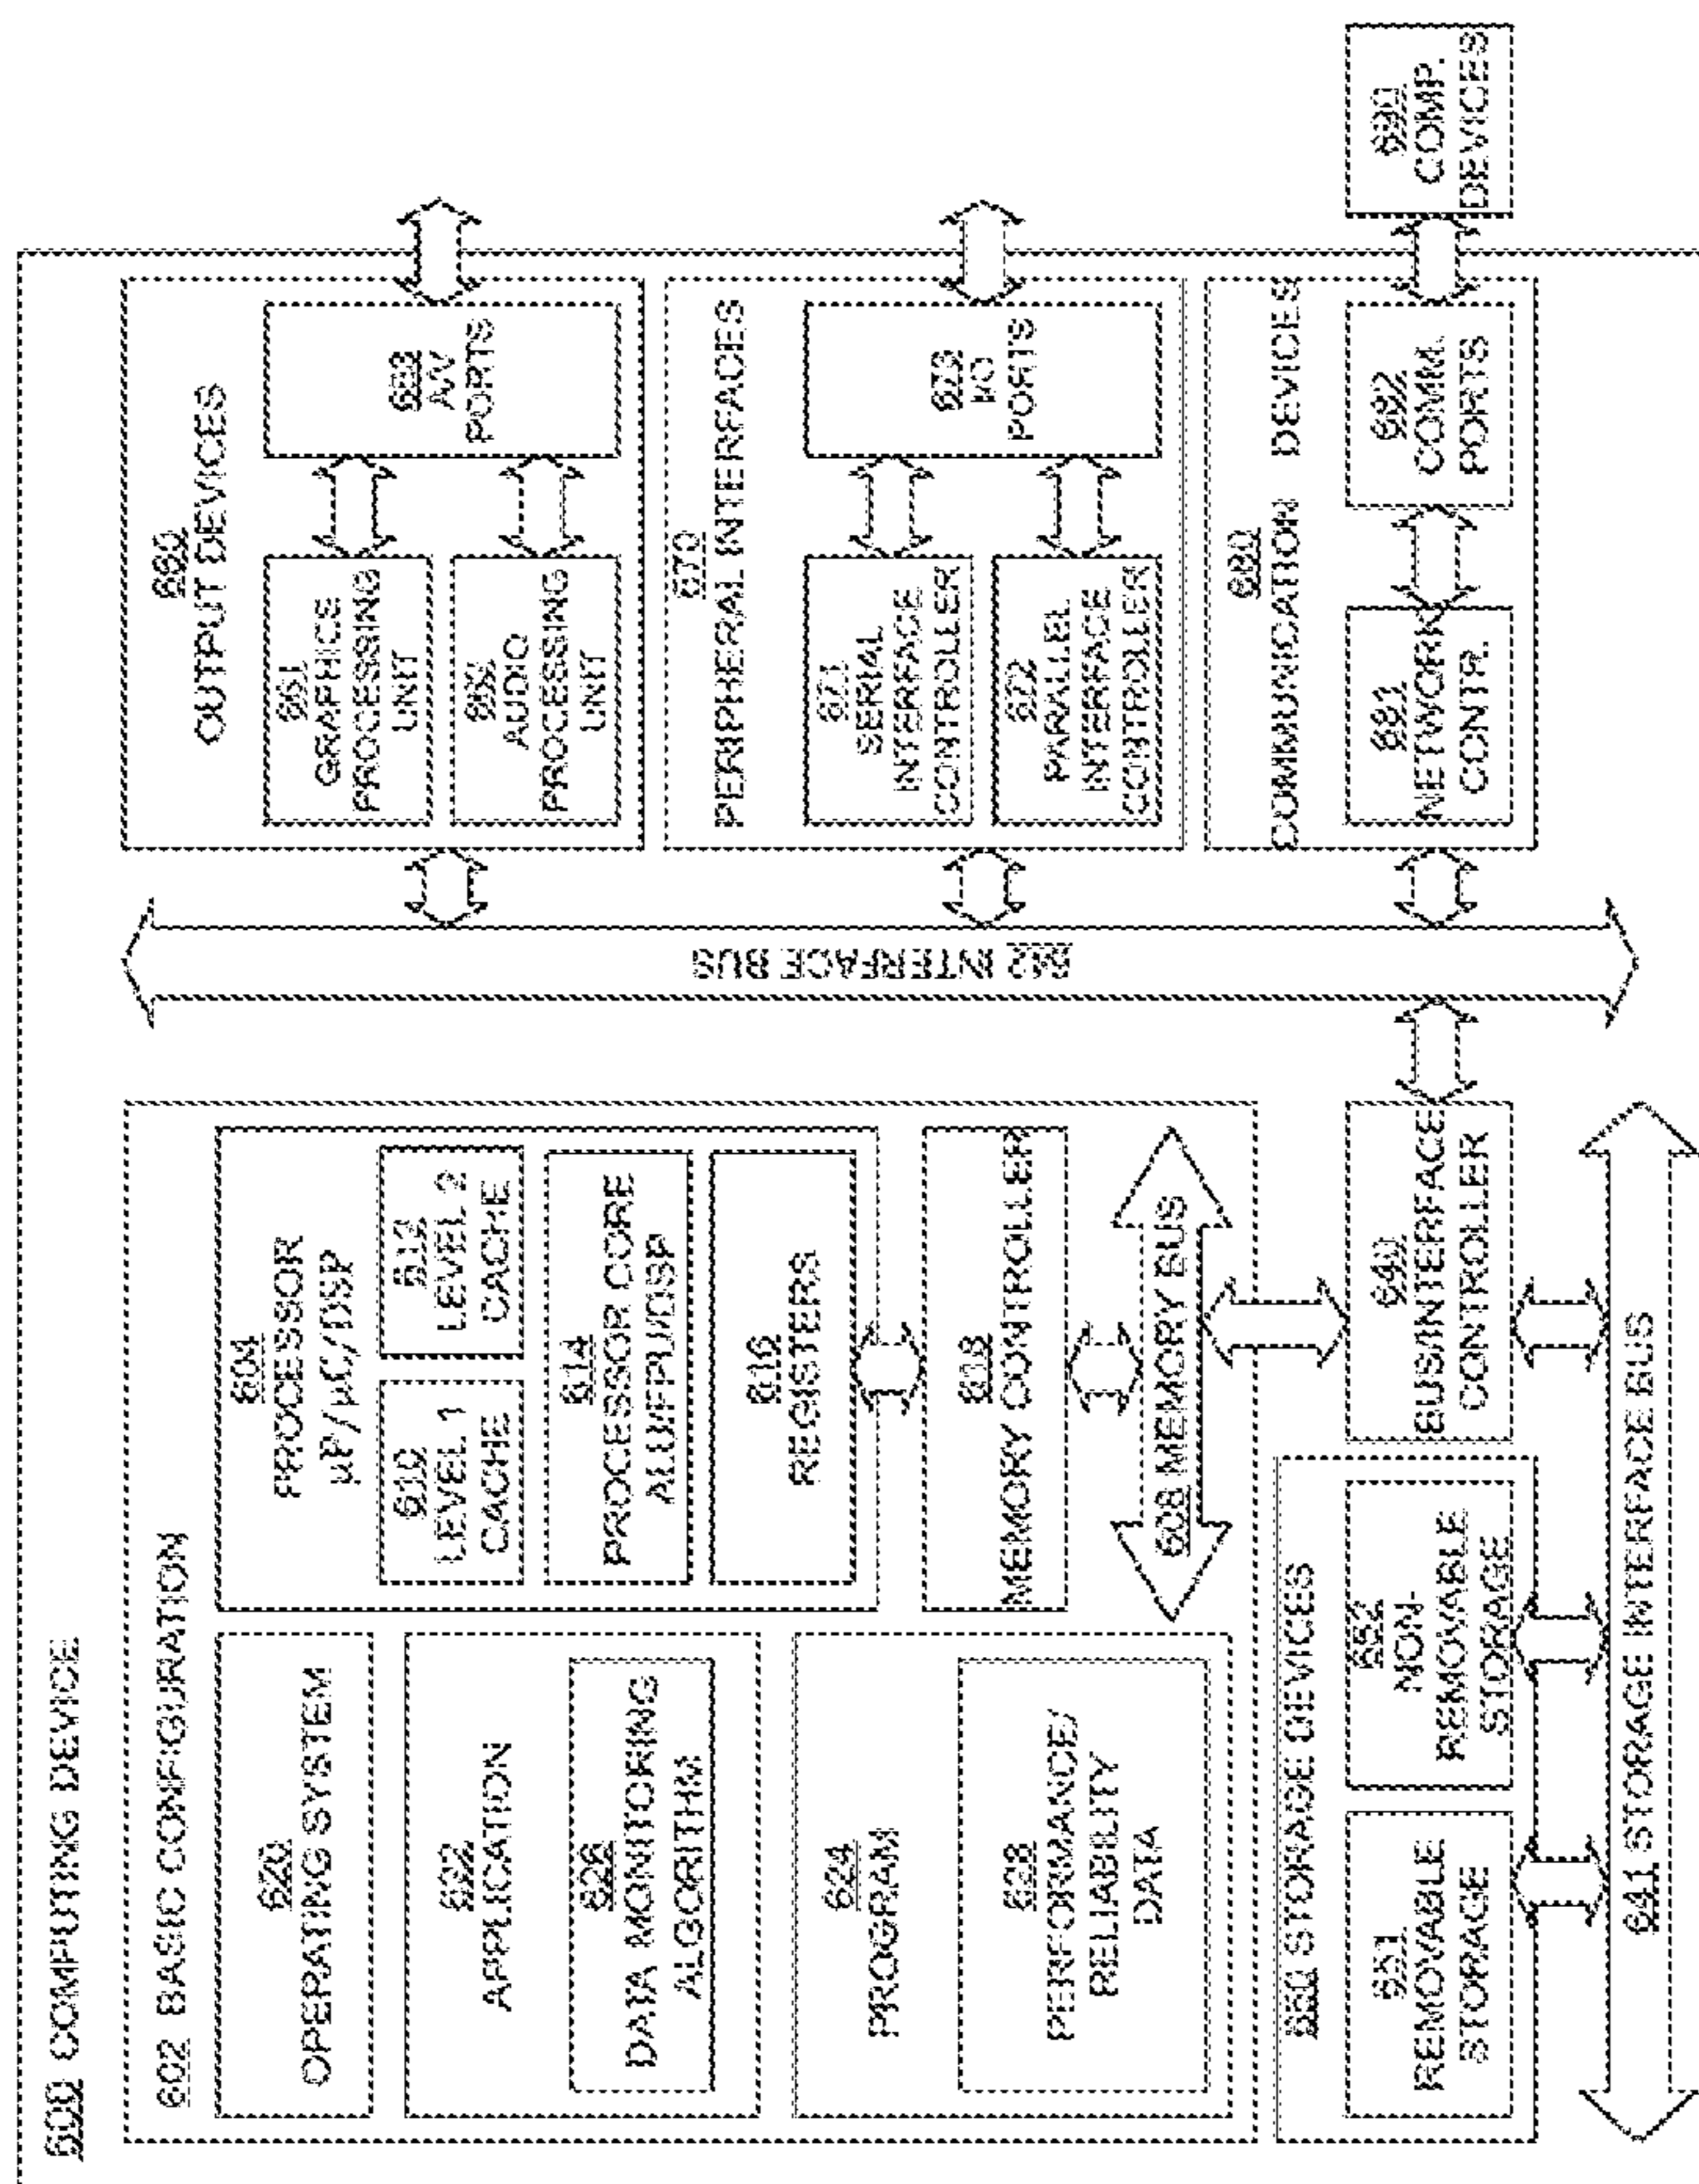 600 COMPUTING DEVICE
602 BASIC CONFIGURATION
620
OPERATING SYSTEM
622
APPLICATION
626
DATA MONITORING
ALGORITHM
624
PROGRAM
628
PERFORMANCE/
RELIABILITY
DATA
604
PROCESSOR
µP/µC/DSP
610
LEVEL 1
CACHE
612
LEVEL 2
CACHE
614
PROCESSOR CORE
ALU/FPU/DSP
616
REGISTERS
618
MEMORY CONTROLLER
608 MEMORY BUS
650 STORAGE DEVICES
651
REMOVABLE
STORAGE
652
NON-
REMOVABLE
STORAGE
640
BUS/INTERFACE
CONTROLLER
641 STORAGE INTERFACE BUS
642 INTERFACE BUS
OUTPUT DEVICES
661
GRAPHICS
PROCESSING
UNIT
662
AUDIO
PROCESSING
UNIT
663
A/V
PORTS
670
PERIPHERAL INTERFACES
671
SERIAL
INTERFACE
CONTROLLER
672
PARALLEL
INTERFACE
CONTROLLER
673
I/O
PORTS
680
COMMUNICATION DEVICES
681
NETWORK
CONTR.
682
COMM.
PORTS
690
COMP.
DEVICES